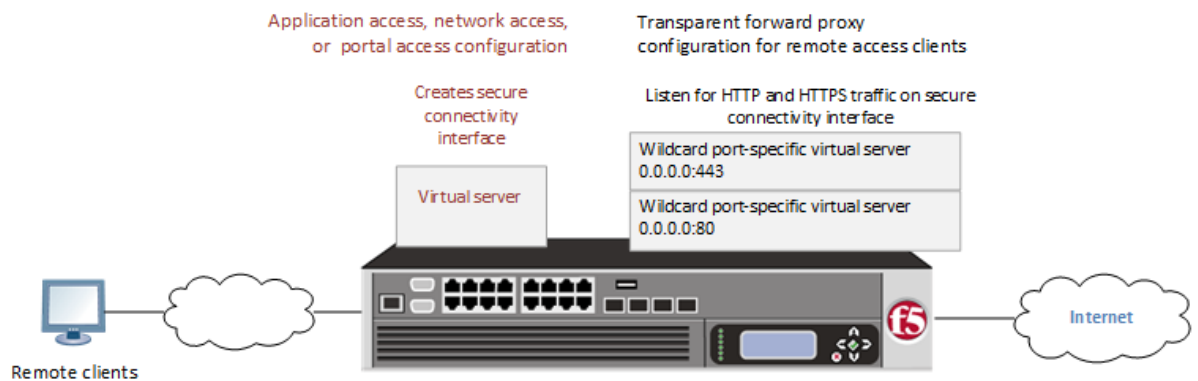 Application access, network access,
or portal access configuration
Transparent forward proxy
configuration for remote access clients
Creates secure
connectivity
interface
Listen for HTTP and HTTPS traffic on secure
connectivity interface
Virtual server
Wildcard port-specific virtual server
0.0.0.0:443
Wildcard port-specific virtual server
0.0.0.0:80
f5
Internet
Remote clients